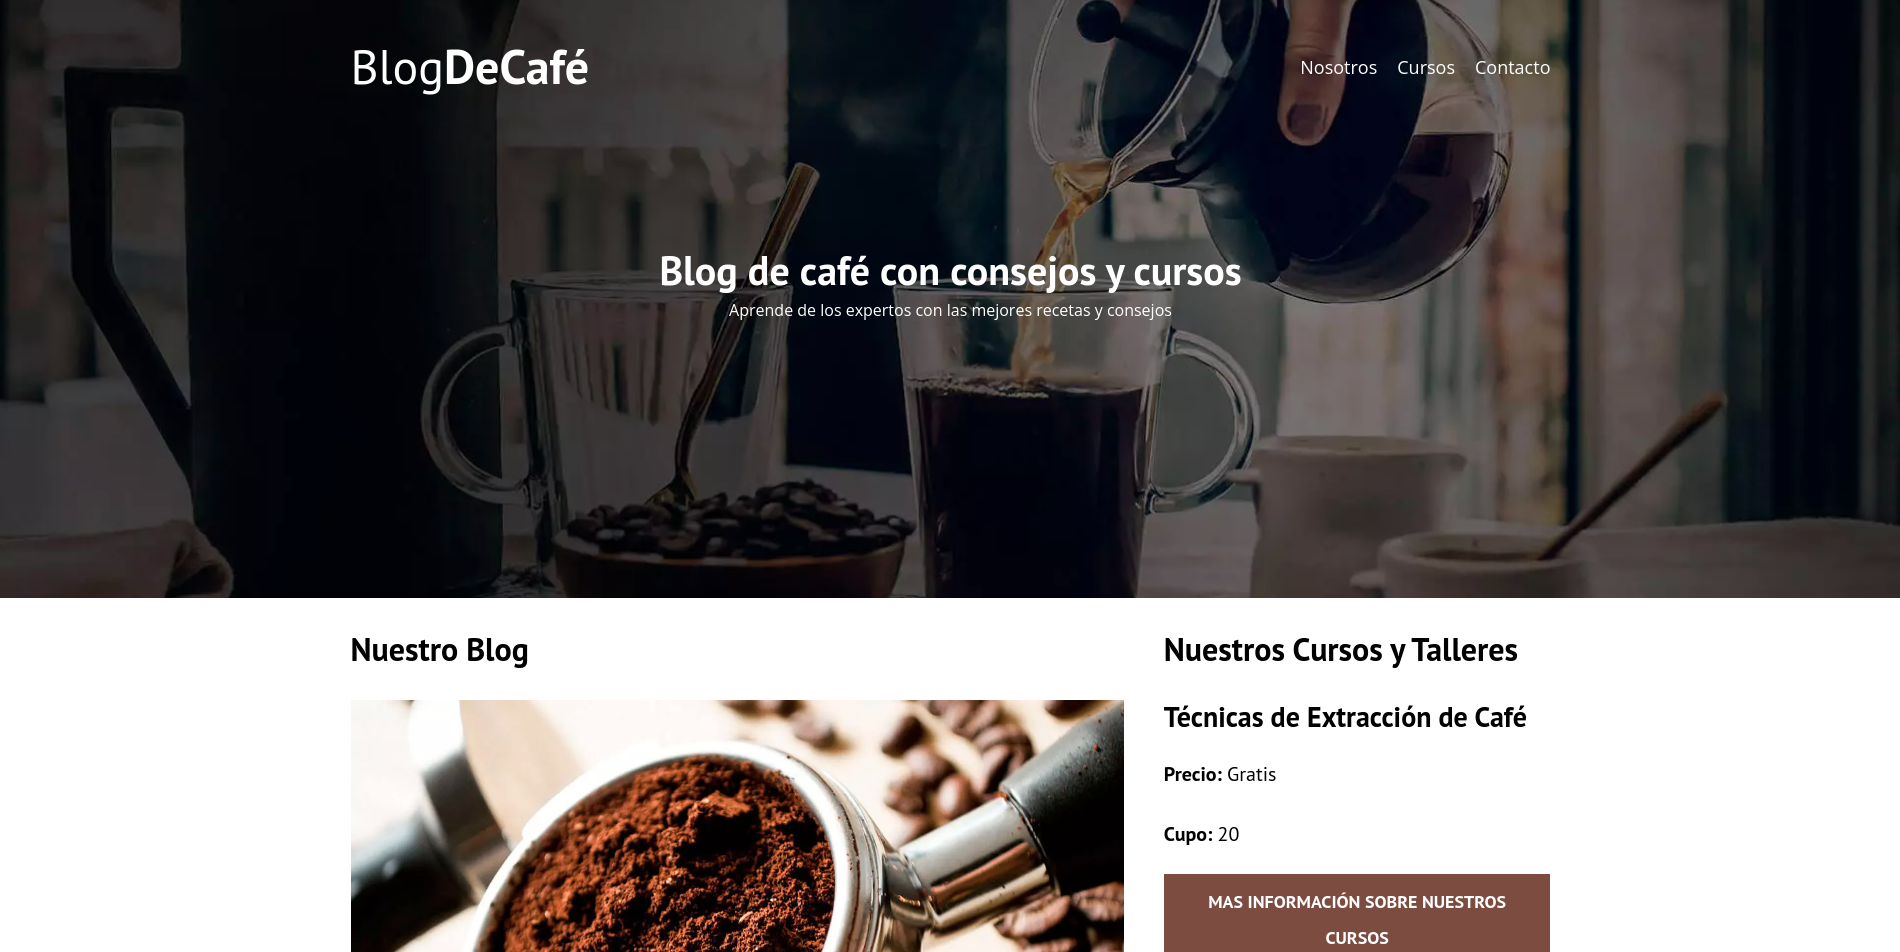 BlogDeCafé
Nosotros Cursos Contacto
Blog de café con consejos y cursos
Aprende de los expertos con las mejores recetas y consejos
Nuestro Blog
Nuestros Cursos y Talleres
Técnicas de Extracción de Café
Precio: Gratis
Cupo: 20
MAS INFORMACIÓN SOBRE NUESTROS
CURSOS